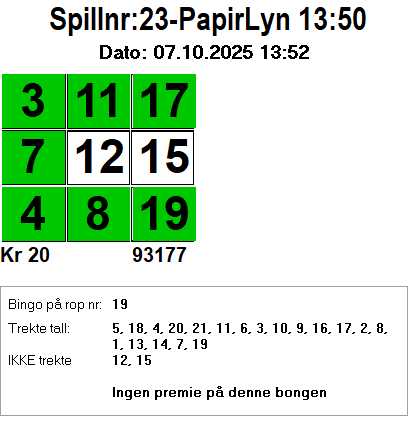 Spillnr:23-PapirLyn 13:50
Dato: 07.10.2025 13:52
3 11 17
7 12 15
4 8 19
Kr 20 93177
Bingo på rop nr: 19
Trekte tall: 5, 18, 4, 20, 21, 11, 6, 3, 10, 9, 16, 17, 2, 8,
1, 13, 14, 7, 19
IKKE trekte 12, 15
Ingen premie på denne bongen